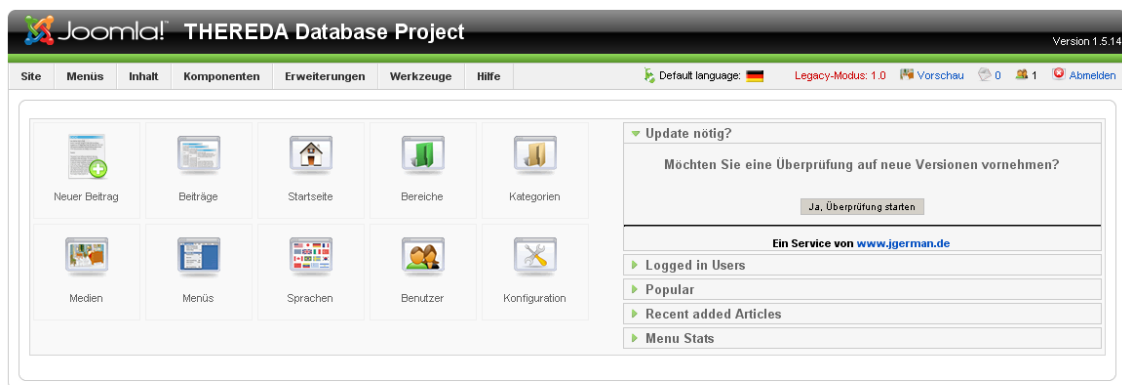 Joomla! THEREDA Database Project
Version 1.5.14
Site Menüs Inhalt Komponenten Erweiterungen Werkzeuge Hilfe Default language: Legacy-Modus: 1.0 Vorschau 0 1 Abmelden
Neuer Beitrag Beiträge Startseite Bereiche Kategorien
Medien Menüs Sprachen Benutzer Konfiguration
Update nötig?
Möchten Sie eine Überprüfung auf neue Versionen vornehmen?
Ja, Überprüfung starten
Ein Service von www.jgerman.de
Logged in Users
Popular
Recent added Articles
Menu Stats